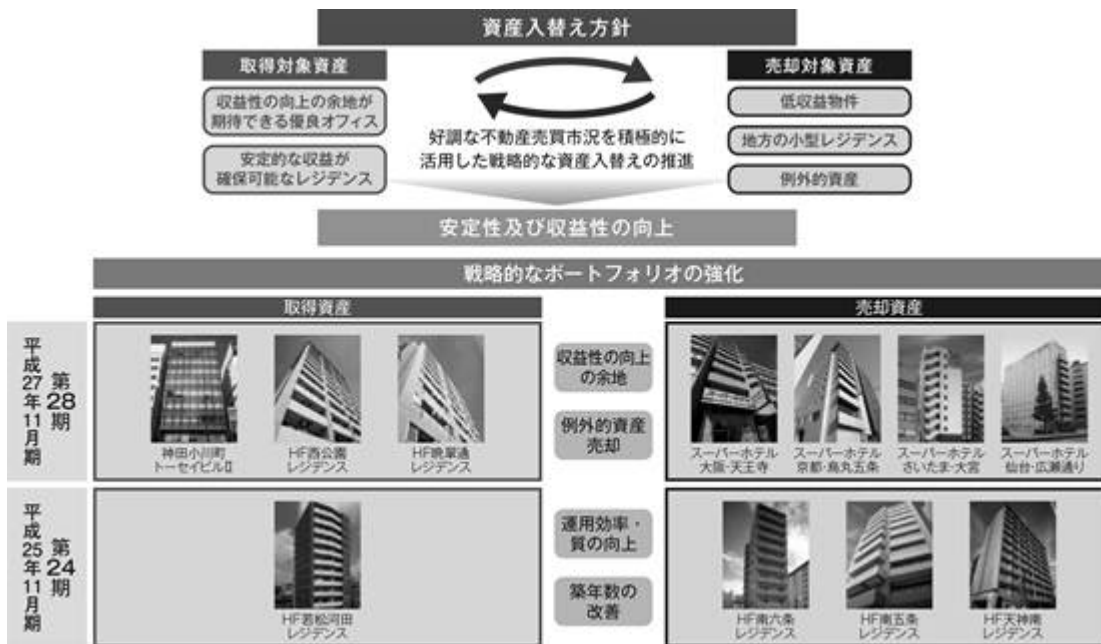 資産入替え方針
取得対象資産
収益性の向上の余地が
期待できる優良オフィス
安定的な収益が
確保可能なレジデンス
好調な不動産売買市況を積極的に
活用した戦略的な資産入替えの推進
売却対象資産
低収益物件
地方の小型レジデンス
例外的資産
安定性及び収益性の向上
戦略的なポートフォリオの強化
取得資産
売却資産
第28期
平成27年11月期
神田小川町
トーセイビルⅡ
HF西公園
レジデンス
HF晩翠通
レジデンス
収益性の向上
の余地
例外的資産
売却
スーパーホテル
大阪・天王寺
スーパーホテル
京都・烏丸五条
スーパーホテル
さいたま・大宮
スーパーホテル
仙台・広瀬通り
第24期
平成25年11月期
HF若松河田
レジデンス
運用効率・
質の向上
築年数の
改善
HF南六条
レジデンス
HF南五条
レジデンス
HF天神南
レジデンス